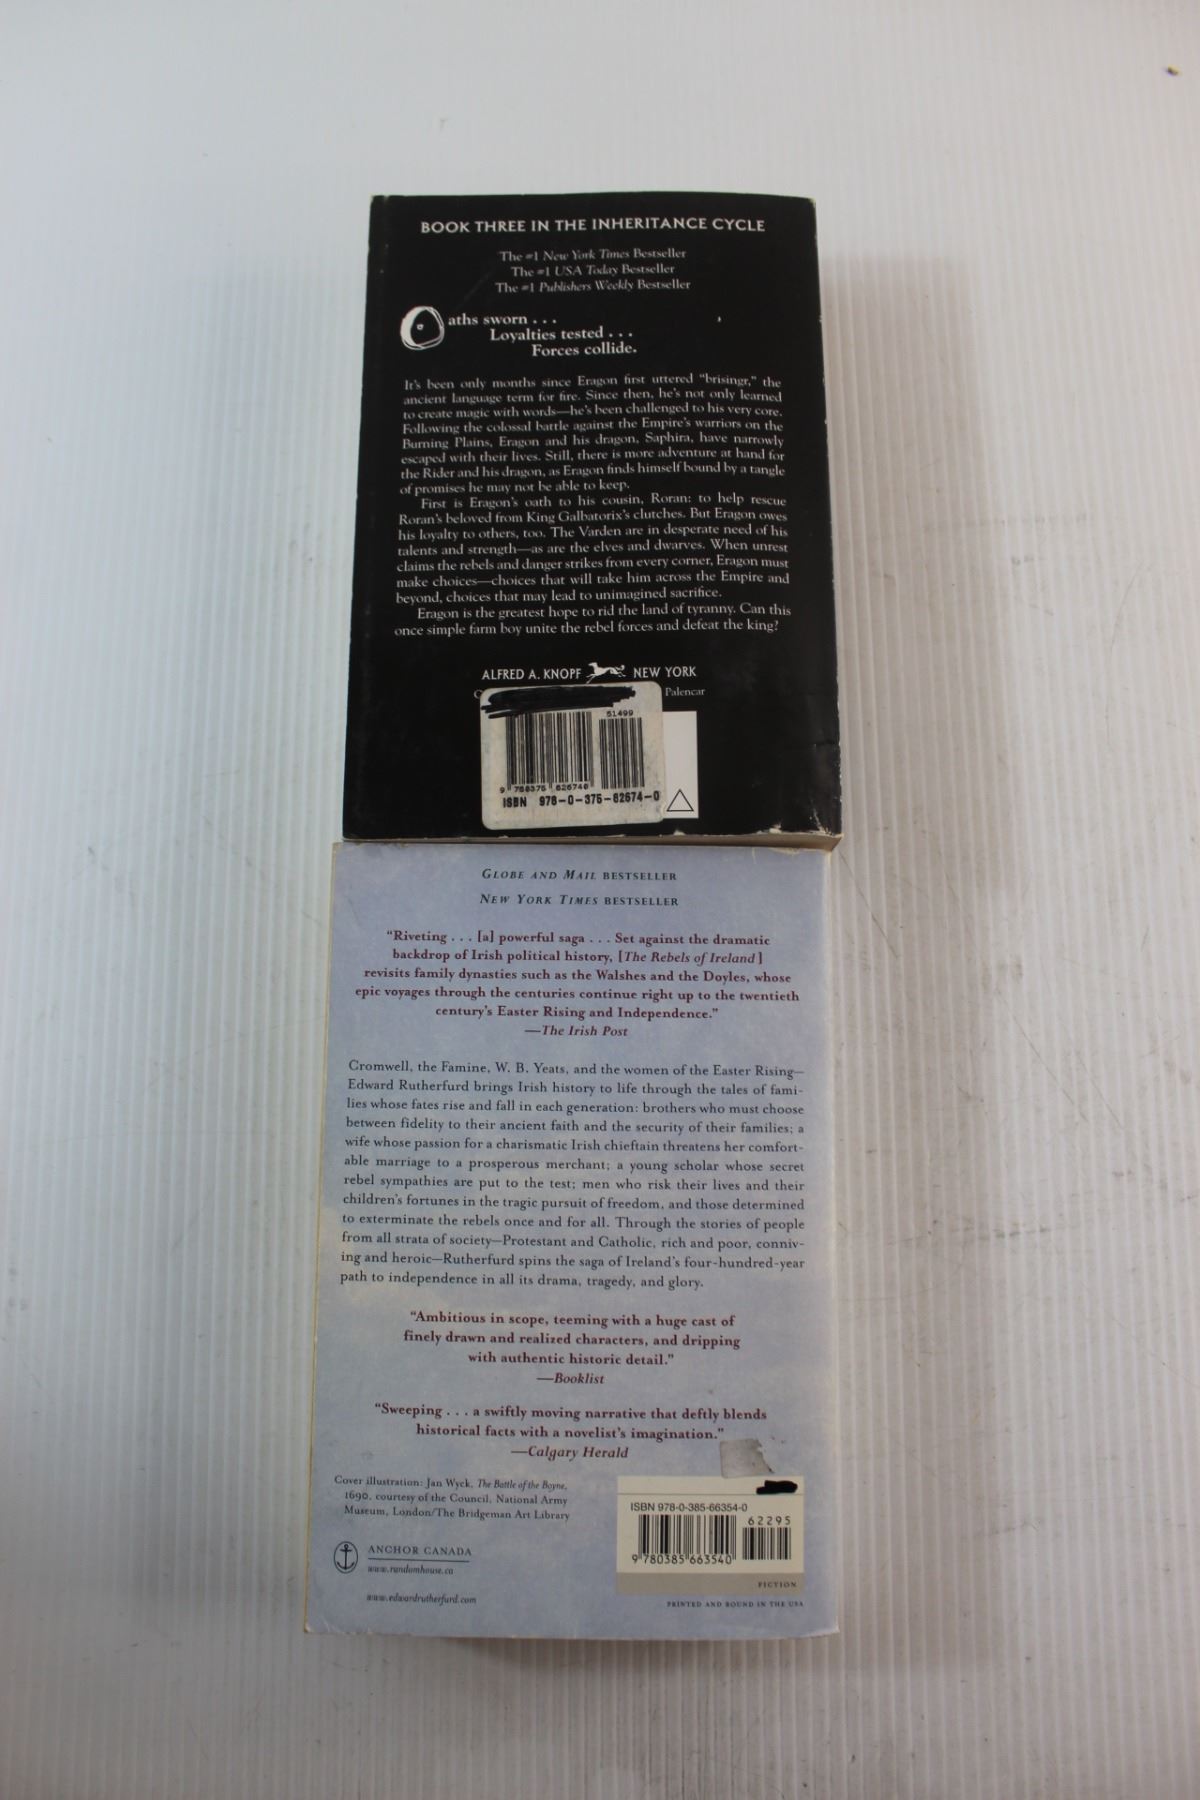 BOOK THREE IN THE INHERITANCE CYCLE
The #1 New York Times Bestseller
The #1 USA Today Bestseller
The #1 Publishers Weekly Bestseller
Oaths sworn . . .
Loyalties tested . . .
Forces collide.
It's been only months since Eragon first uttered "brisingr," the
ancient language term for fire. Since then, he's not only learned
to create magic with words—he's been challenged to his very core.
Following the colossal battle against the Empire's warriors on the
Burning Plains, Eragon and his dragon, Saphira, have narrowly
escaped with their lives. Still, there is more adventure at hand for
the Rider and his dragon, as Eragon finds himself bound by a tangle
of promises he may not be able to keep.
First is Eragon's oath to his cousin, Roran: to help rescue
Roran's beloved from King Galbatorix's clutches. But Eragon owes
his loyalty to others, too. The Varden are in desperate need of his
talents and strength—as are the elves and dwarves. When unrest
claims the rebels and danger strikes from every corner, Eragon must
make choices—choices that will take him across the Empire and
beyond, choices that may lead to unimagined sacrifice.
Eragon is the greatest hope to rid the land of tyranny. Can this
once simple farm boy unite the rebel forces and defeat the king?
ALFRED A. KNOPF NEW YORK
Palencar
51499
9 780375 826740
ISBN 978-0-375-82674-0
GLOBE AND MAIL BESTSELLER
NEW YORK TIMES BESTSELLER
"Riveting . . . [a] powerful saga . . . Set against the dramatic
backdrop of Irish political history, [The Rebels of Ireland]
revisits family dynasties such as the Walshes and the Doyles, whose
epic voyages through the centuries continue right up to the twentieth
century's Easter Rising and Independence."
—The Irish Post
Cromwell, the Famine, W. B. Yeats, and the women of the Easter Rising—
Edward Rutherfurd brings Irish history to life through the tales of fami-
lies whose fates rise and fall in each generation: brothers who must choose
between fidelity to their ancient faith and the security of their families; a
wife whose passion for a charismatic Irish chieftain threatens her comfort-
able marriage to a prosperous merchant; a young scholar whose secret
rebel sympathies are put to the test; men who risk their lives and their
children's fortunes in the tragic pursuit of freedom, and those determined
to exterminate the rebels once and for all. Through the stories of people
from all strata of society—Protestant and Catholic, rich and poor, conniv-
ing and heroic—Rutherfurd spins the saga of Ireland's four-hundred-year
path to independence in all its drama, tragedy, and glory.
"Ambitious in scope, teeming with a huge cast of
finely drawn and realized characters, and dripping
with authentic historic detail."
—Booklist
"Sweeping . . . a swiftly moving narrative that deftly blends
historical facts with a novelist's imagination."
—Calgary Herald
Cover illustration: Jan Wyck, The Battle of the Boyne,
1690, courtesy of the Council, National Army
Museum, London/The Bridgeman Art Library
ANCHOR CANADA
www.randomhouse.ca
www.edwardrutherfurd.com
ISBN 978-0-385-66354-0
62295
9 780385 663540
FICTION
PRINTED AND BOUND IN THE USA